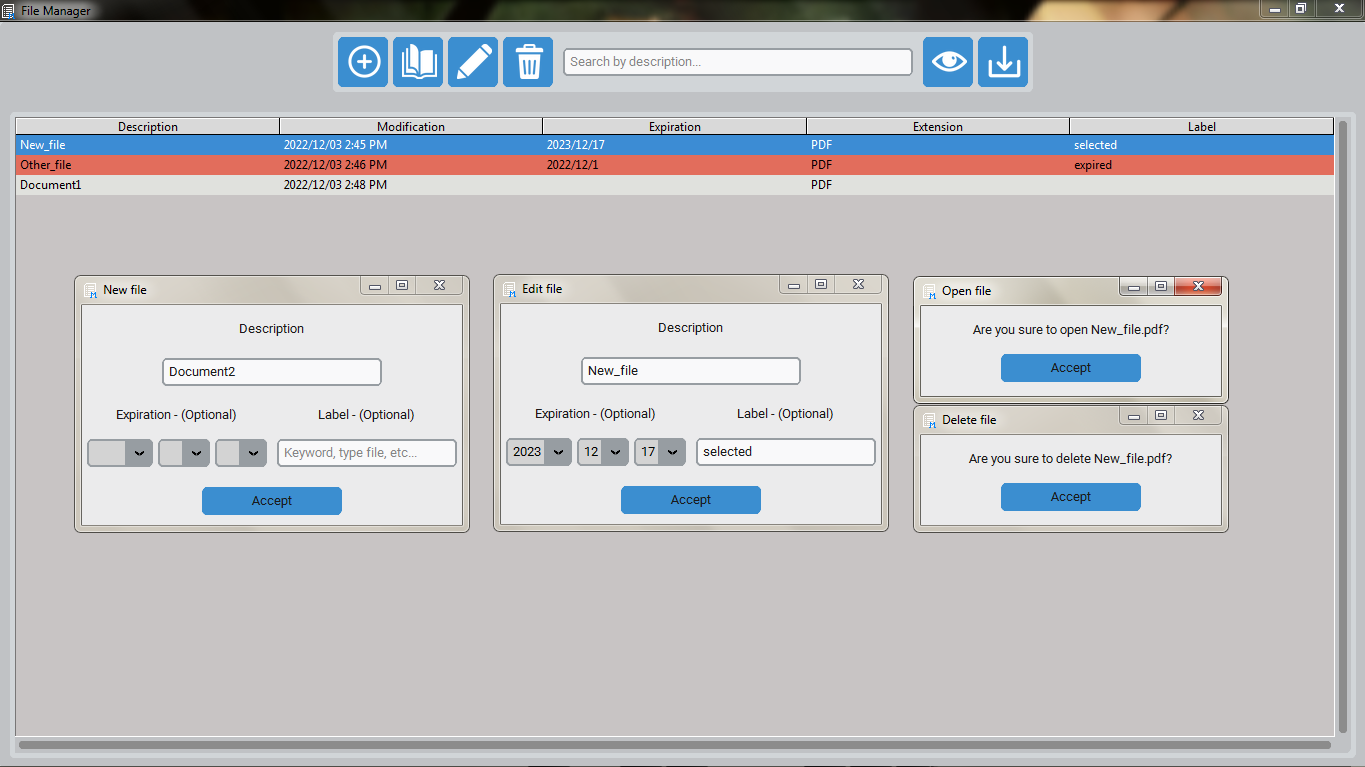 File Manager
Search by description...
Description Modification Expiration Extension Label
New_file 2022/12/03 2:45 PM 2023/12/17 PDF selected
Other_file 2022/12/03 2:46 PM 2022/12/1 PDF expired
Document1 2022/12/03 2:48 PM PDF
New file
Description
Document2
Expiration - (Optional) Label - (Optional)
Keyword, type file, etc...
Accept
Edit file
Description
New_file
Expiration - (Optional) Label - (Optional)
2023 12 17 selected
Accept
Open file
Are you sure to open New_file.pdf?
Accept
Delete file
Are you sure to delete New_file.pdf?
Accept